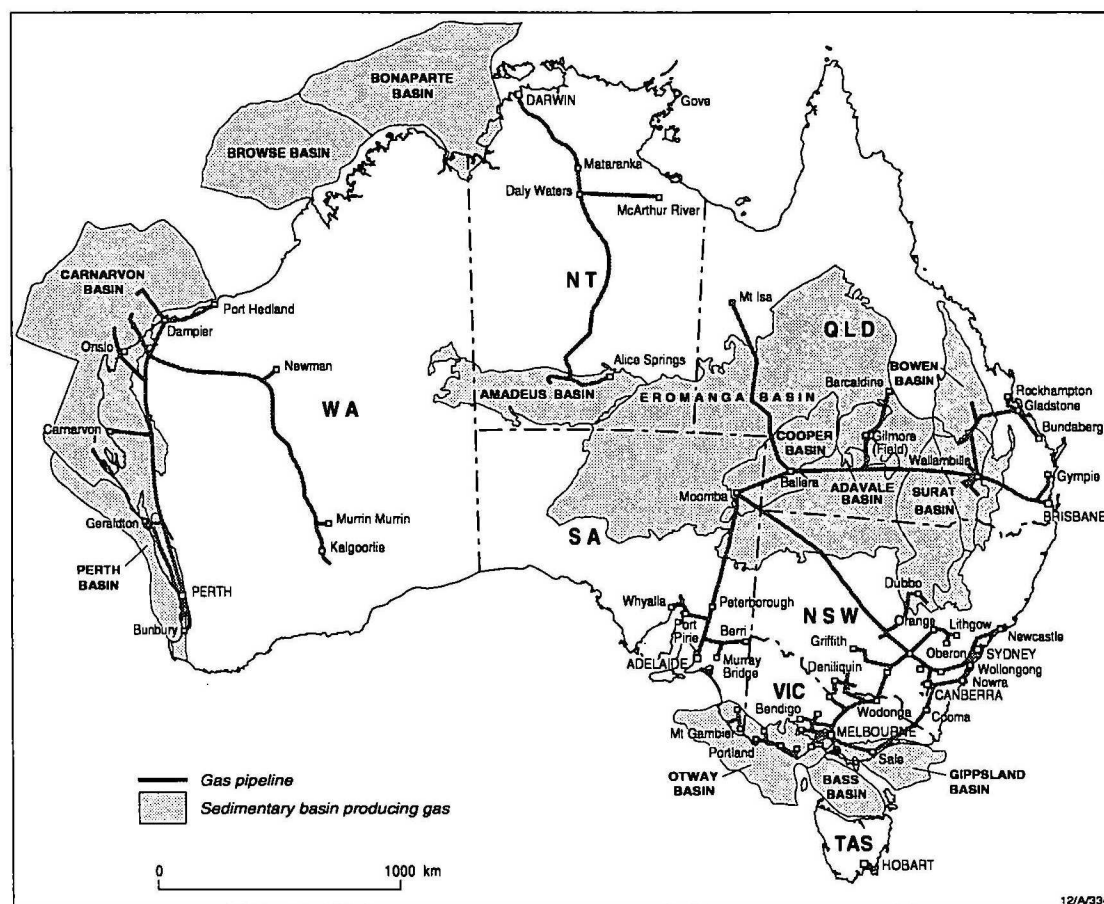 BONAPARTE
BASIN
BROWSE BASIN
DARWIN
Gove
Mataranka
Daly Waters
McArthur River
CARNARVON
BASIN
Port Hedland
Dampier
Onslo
NT
Mt Isa
QLD
Newman
Alice Springs
AMADEUS BASIN
EROMANGA BASIN
WA
Barcaldine
BOWEN
BASIN
Rockhampton
Gladstone
Bundaberg
Carnarvon
COOPER
BASIN
Gilmore
(Field)
Wallambilla
Ballera
ADAVALE
BASIN
SURAT
BASIN
Gympie
BRISBANE
Moomba
Geraldton
Murrin Murrin
Kalgoorlie
SA
PERTH
BASIN
PERTH
Bunbury
Dubbo
Whyalla
Peterborough
NSW
Orange
Lithgow
Newcastle
Port
Pirie
Berri
Griffith
Oberon
SYDNEY
Wollongong
ADELAIDE
Murray
Bridge
Deniliquin
Nowra
CANBERRA
VIC
Bendigo
Wodonga
Cooma
Mt Gambier
MELBOURNE
Portland
Sale
OTWAY
BASIN
BASS
BASIN
GIPPSLAND
BASIN
TAS
HOBART
Gas pipeline
Sedimentary basin producing gas
0 1000 km